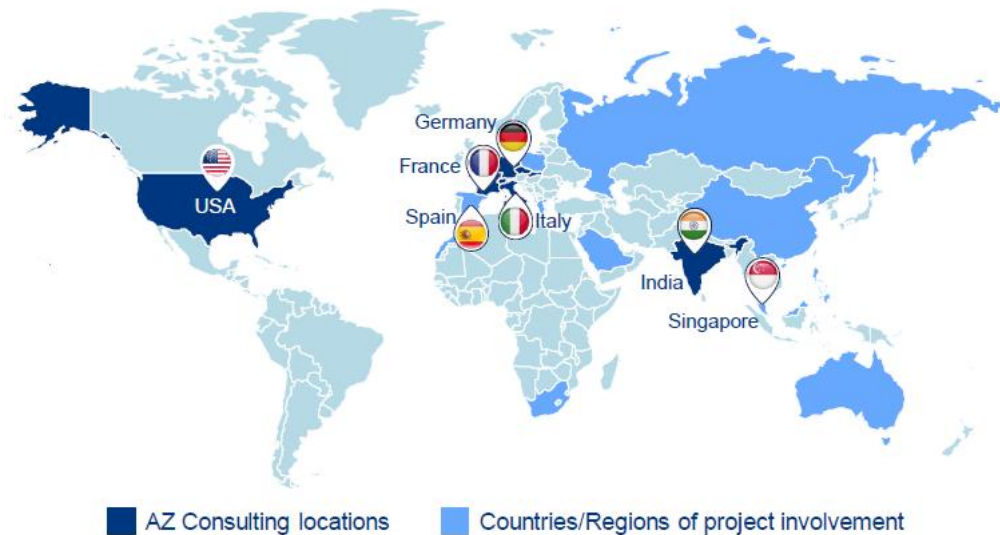 Germany
France
USA
Spain
Italy
India
Singapore
AZ Consulting locations
Countries/Regions of project involvement